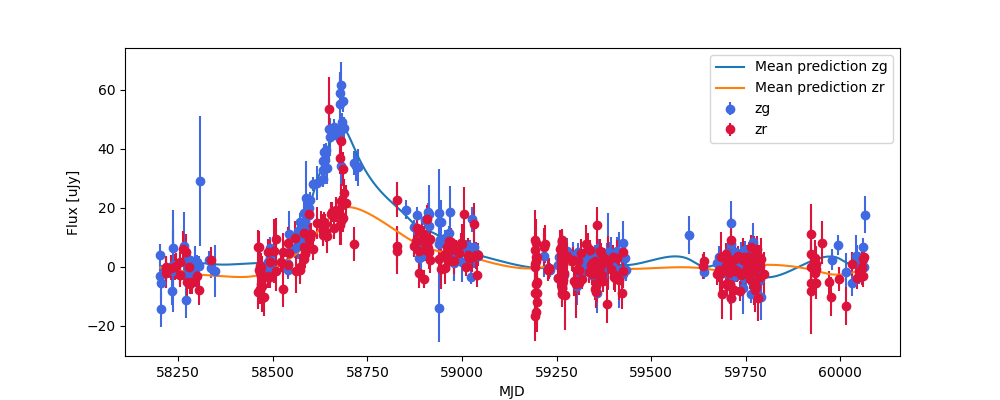 Mean prediction zg
Mean prediction zr
zg
zr
Flux [uJy]
60
40
20
0
−20
58250 58500 58750 59000 59250 59500 59750 60000
MJD